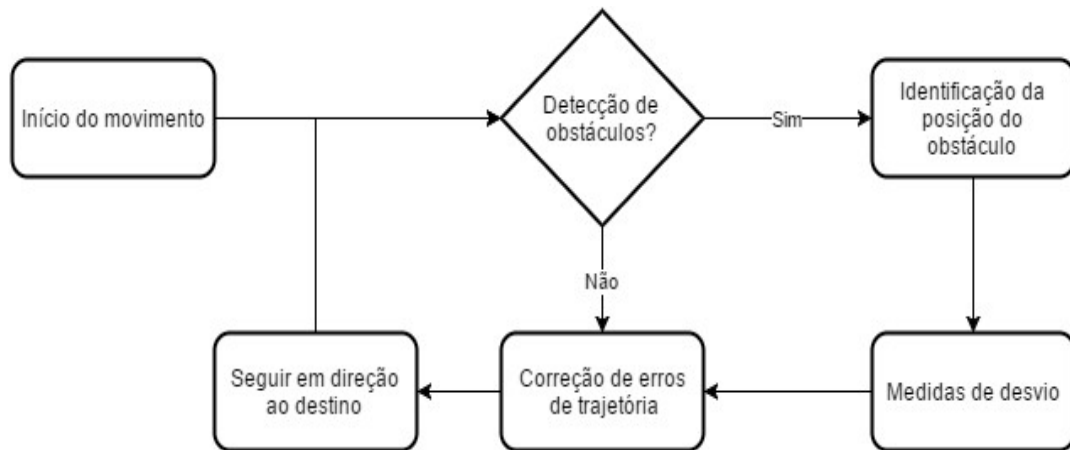 Início do movimento
Detecção de
obstáculos?
Sim
Identificação da
posição do
obstáculo
Não
Seguir em direção
ao destino
Correção de erros
de trajetória
Medidas de desvio